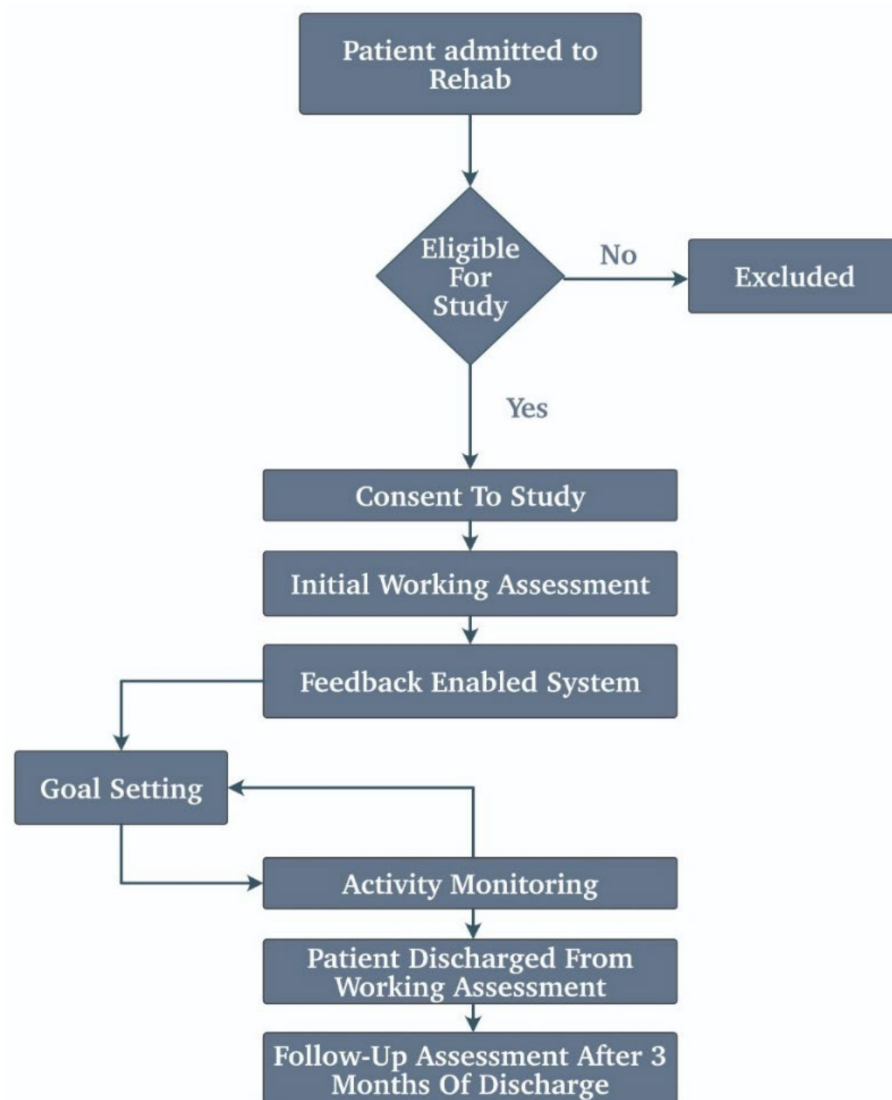 Patient admitted to
Rehab
Eligible
For
Study
No
Excluded
Yes
Consent To Study
Initial Working Assessment
Feedback Enabled System
Goal Setting
Activity Monitoring
Patient Discharged From
Working Assessment
Follow-Up Assessment After 3
Months Of Discharge